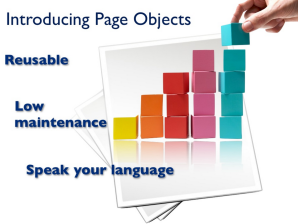 Introducing Page Objects
Reusable
Low
maintenance
Speak your language